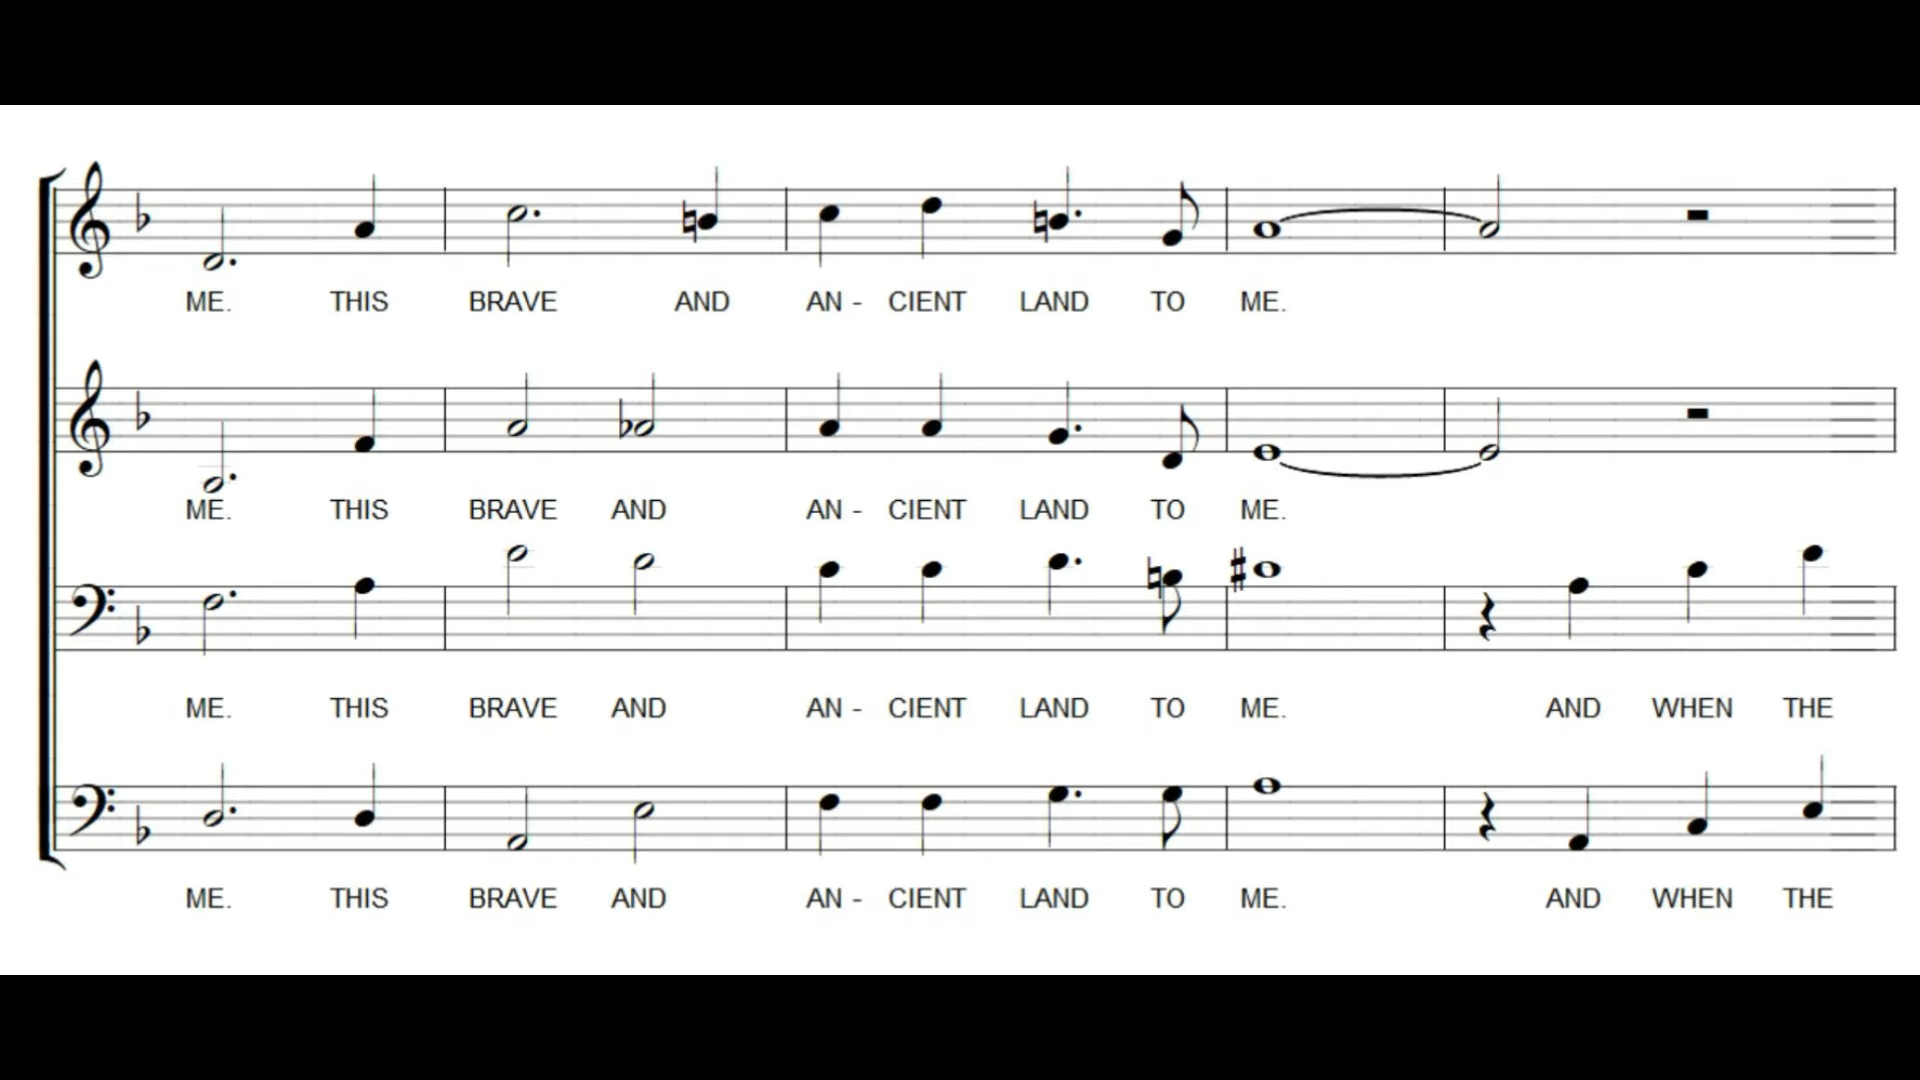 ME. THIS BRAVE AND AN - CIENT LAND TO ME.
ME. THIS BRAVE AND AN - CIENT LAND TO ME.
ME. THIS BRAVE AND AN - CIENT LAND TO ME. AND WHEN THE
ME. THIS BRAVE AND AN - CIENT LAND TO ME. AND WHEN THE